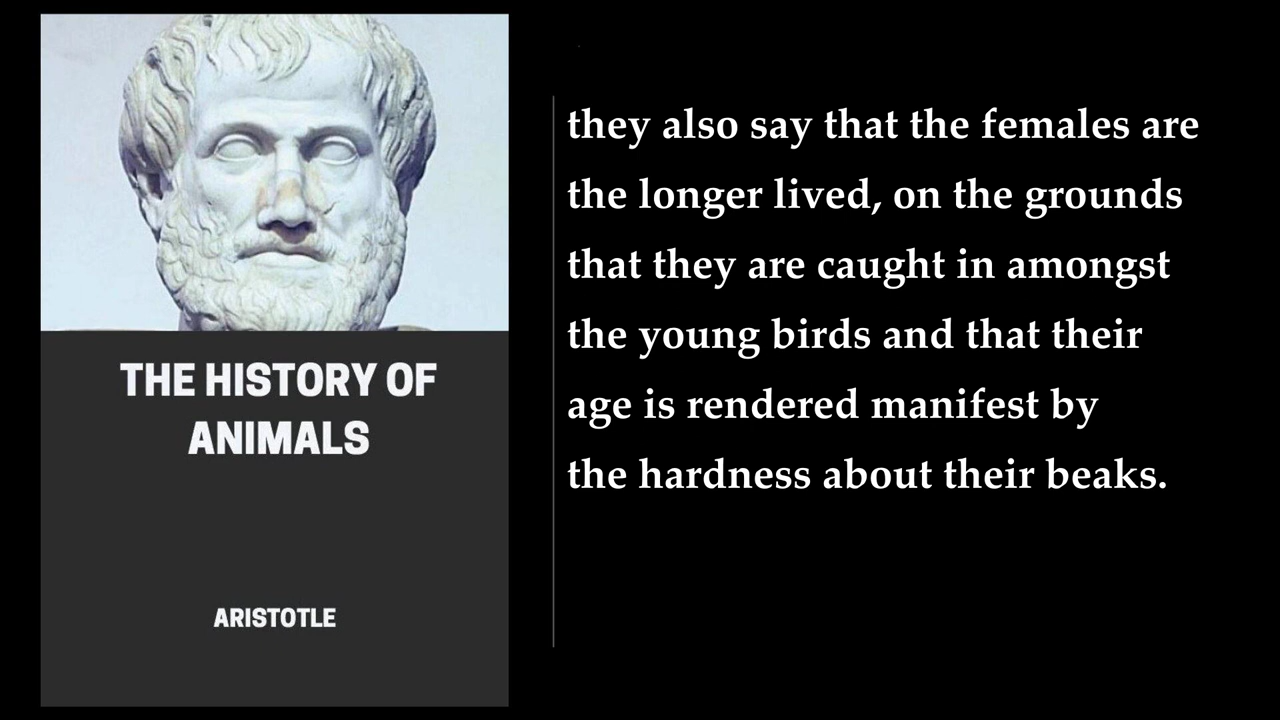 THE HISTORY OF
ANIMALS
ARISTOTLE
they also say that the females are
the longer lived, on the grounds
that they are caught in amongst
the young birds and that their
age is rendered manifest by
the hardness about their beaks.